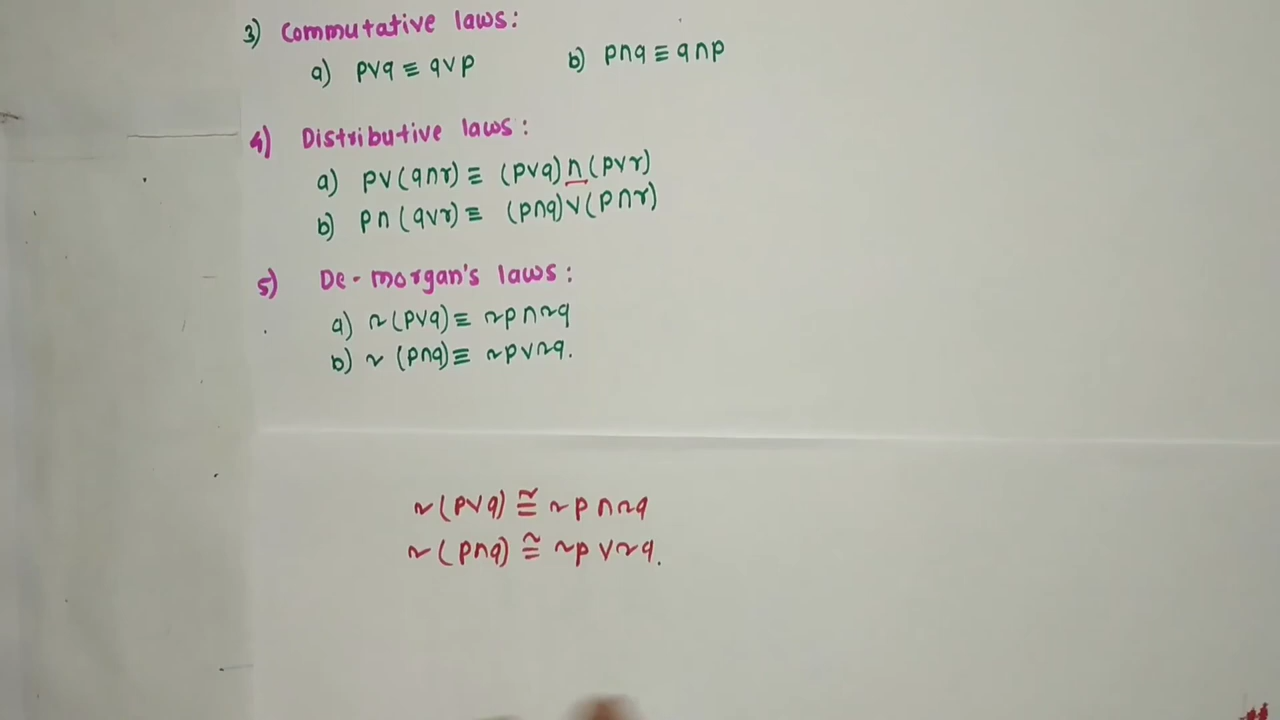 3) Commutative laws:
a) p∨q ≡ q∨p b) p∩q ≡ q∩p
4) Distributive laws:
a) p∨(q∩r) ≡ (p∨q)∩(p∨r)
b) p∩(q∨r) ≡ (p∩q)∨(p∩r)
5) De-morgan's laws:
a) ~(p∨q) ≡ ~p∩~q
b) ~(p∩q) ≡ ~p∨~q.
~(p∨q) ≅ ~p∩~q
~(p∩q) ≅ ~p∨~q.